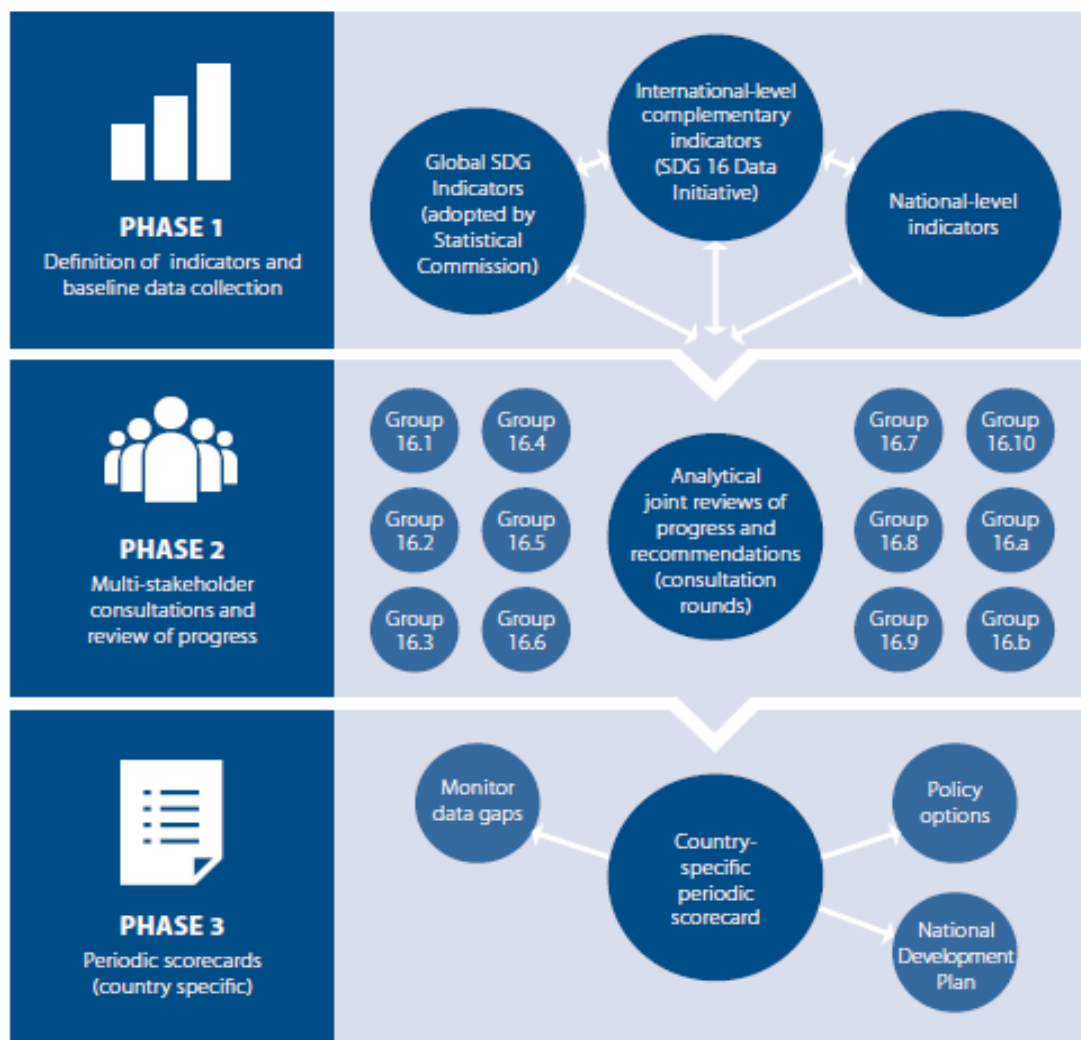 PHASE 1
Definition of indicators and
baseline data collection
Global SDG
Indicators
(adopted by
Statistical
Commission)
International-level
complementary
indicators
(SDG 16 Data
Initiative)
National-level
indicators
PHASE 2
Multi-stakeholder
consultations and
review of progress
Group
16.1
Group
16.4
Group
16.2
Group
16.5
Group
16.3
Group
16.6
Analytical
joint reviews of
progress and
recommendations
(consultation
rounds)
Group
16.7
Group
16.10
Group
16.8
Group
16.a
Group
16.9
Group
16.b
PHASE 3
Periodic scorecards
(country specific)
Monitor
data gaps
Country-
specific
periodic
scorecard
Policy
options
National
Development
Plan